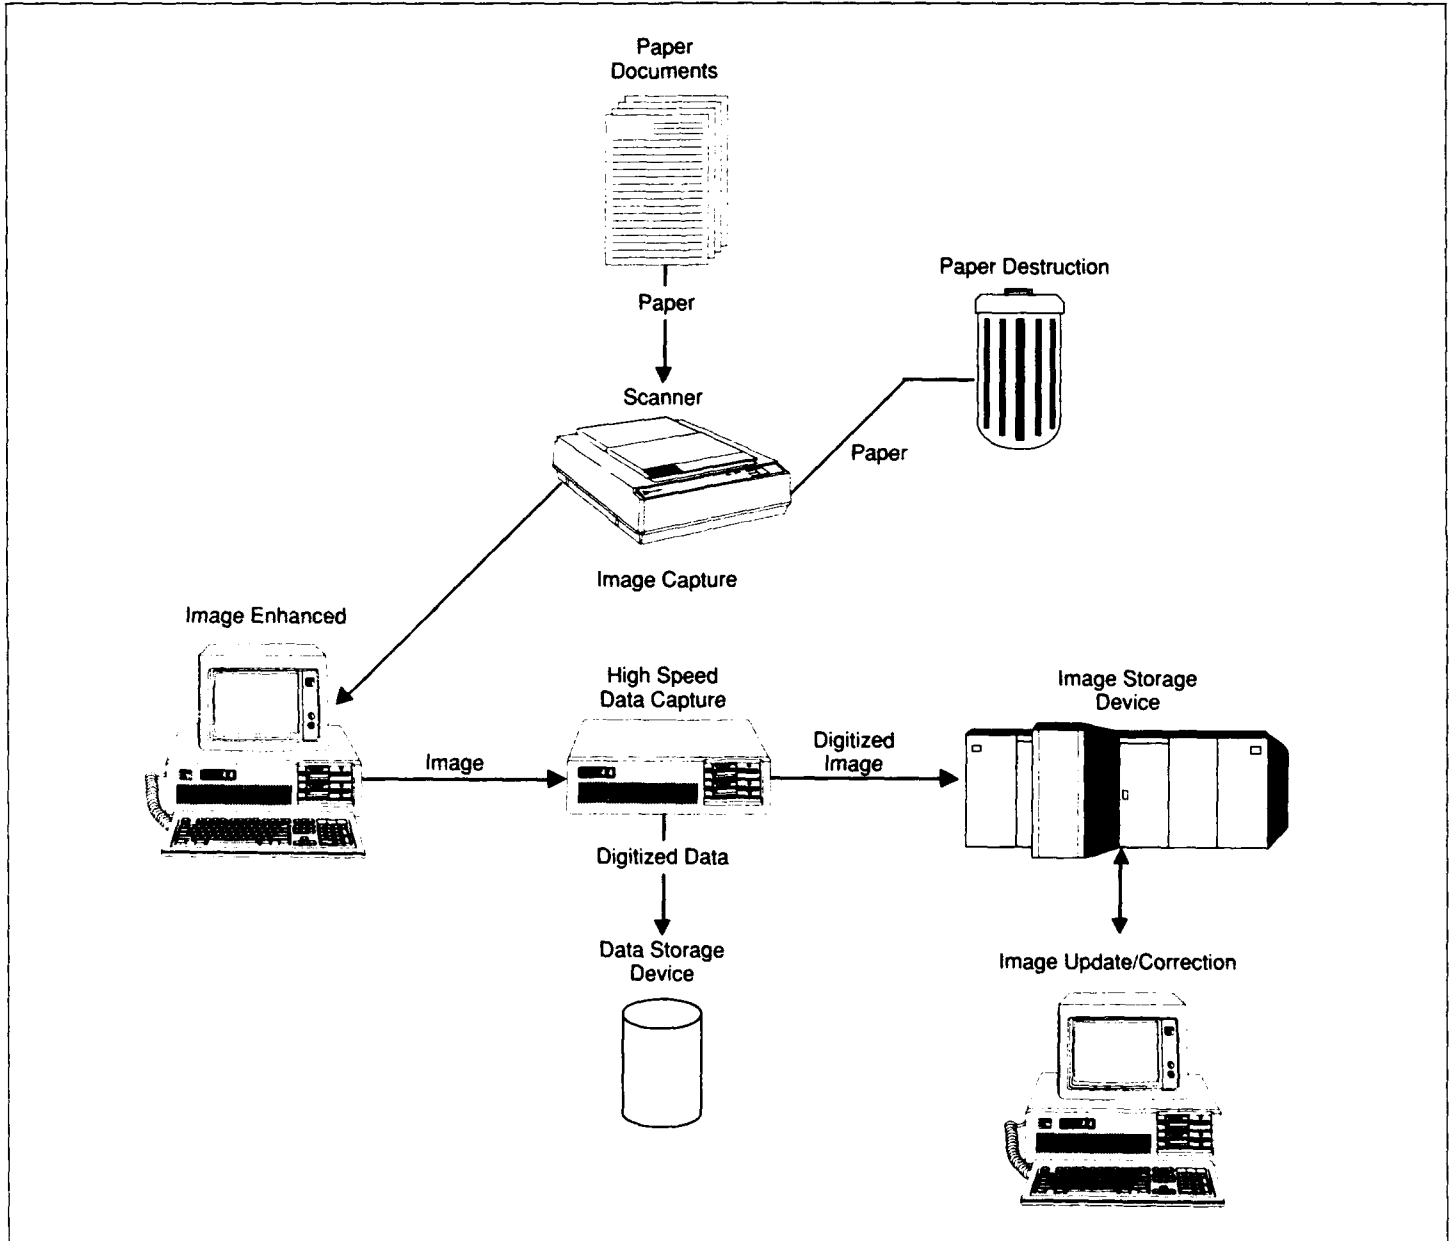 Paper
Documents
Paper
Paper Destruction
Scanner
Paper
Image Capture
Image Enhanced
High Speed
Data Capture
Image Storage
Device
Image
Digitized
Image
Digitized Data
Data Storage
Device
Image Update/Correction